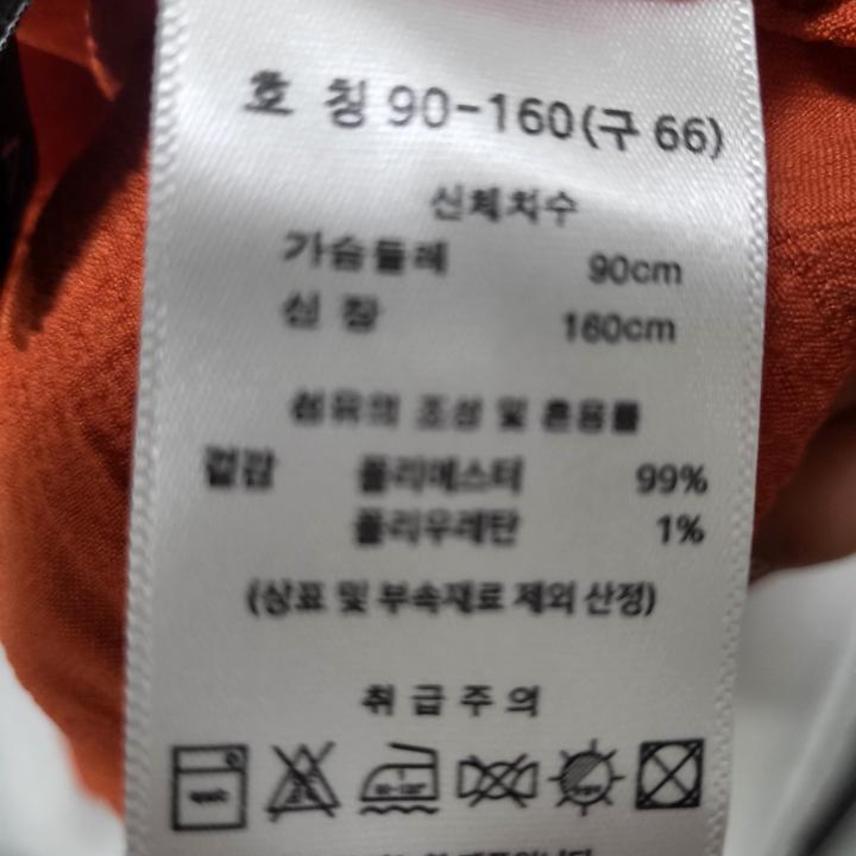 호 칭 90-160(구 66)
신체치수
가슴둘레 90cm
신 장 160cm
섬유의 조성 및 혼용률
겉감 폴리에스터 99%
폴리우레탄 1%
(상표 및 부속재료 제외 산정)
취 급 주 의